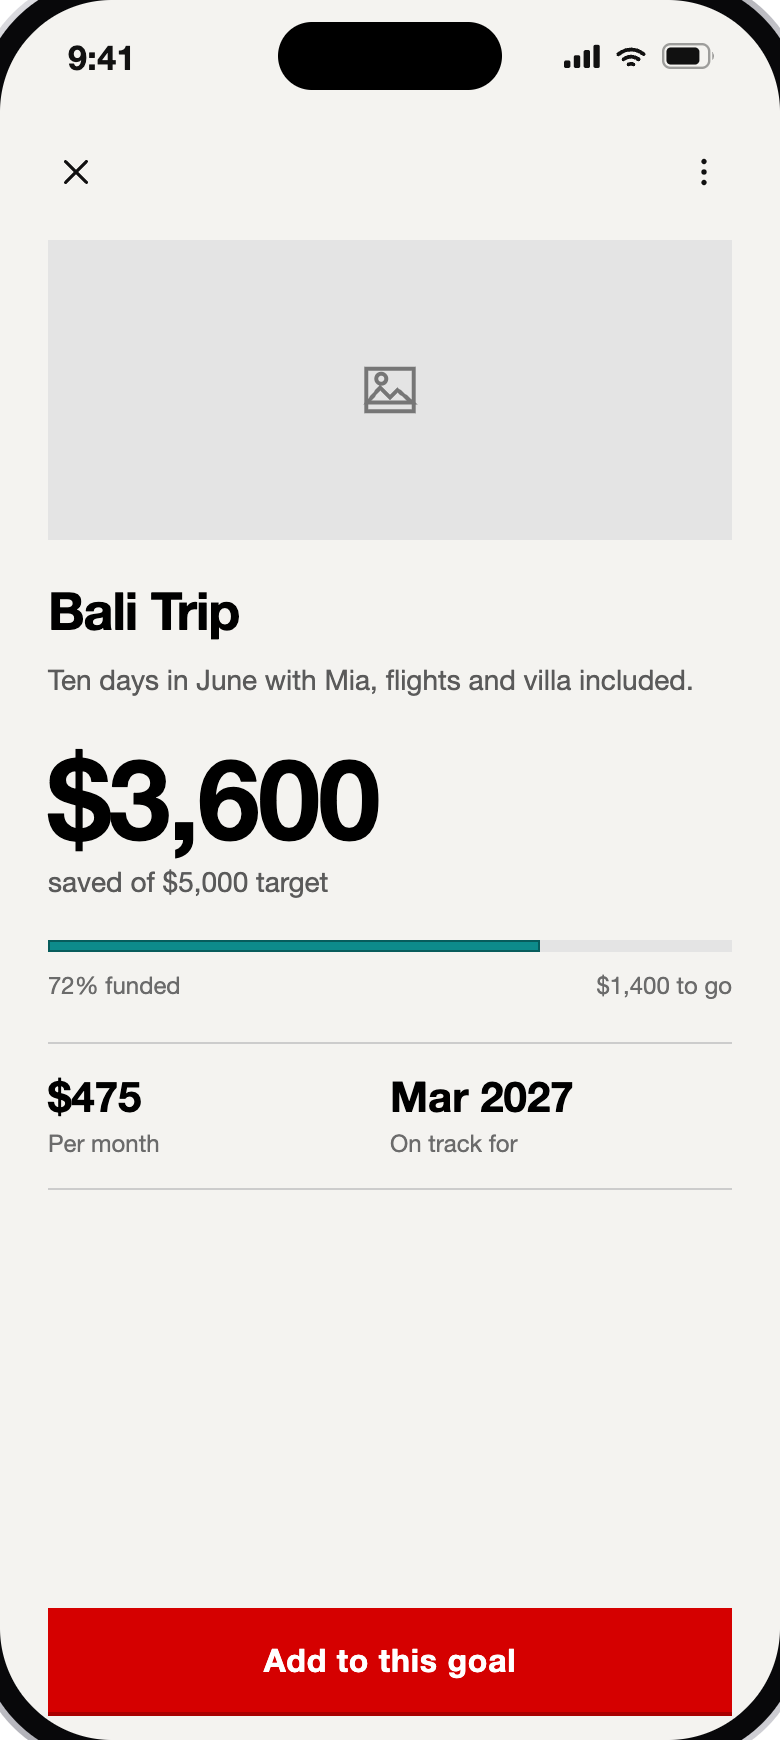 9:41
Bali Trip
Ten days in June with Mia, flights and villa included.
$3,600
saved of $5,000 target
72% funded
$1,400 to go
$475
Per month
Mar 2027
On track for
Add to this goal